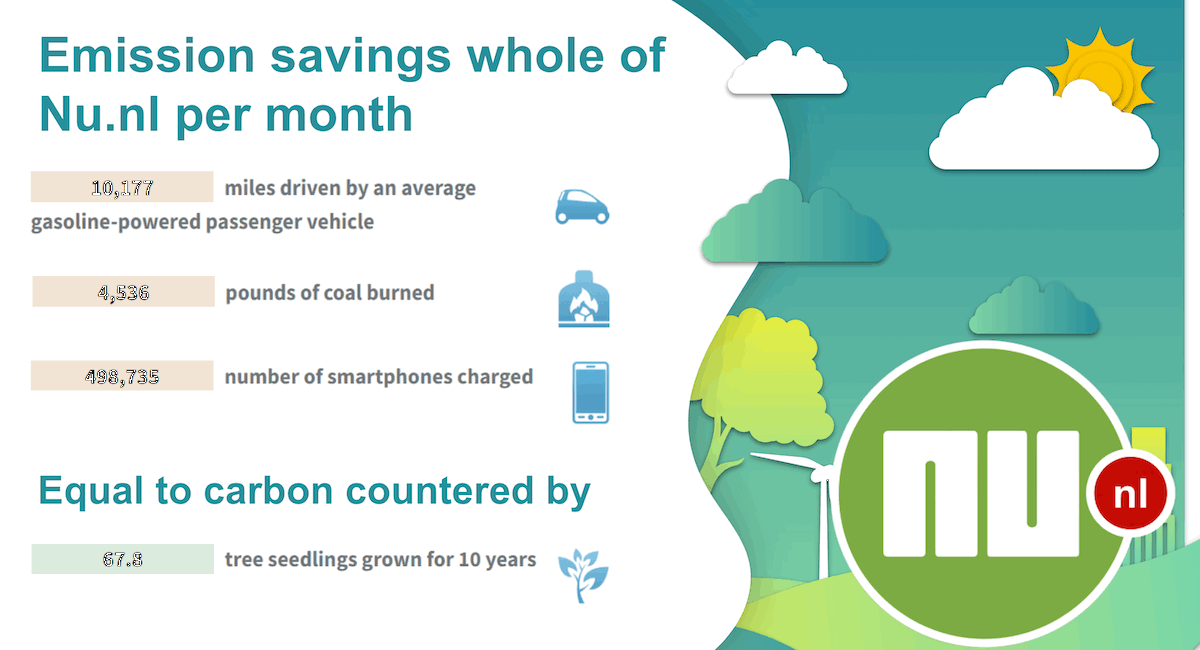 Emission savings whole of
Nu.nl per month
10,177 miles driven by an average
gasoline-powered passenger vehicle
4,536 pounds of coal burned
498,735 number of smartphones charged
Equal to carbon countered by
67.8 tree seedlings grown for 10 years
nu
nl